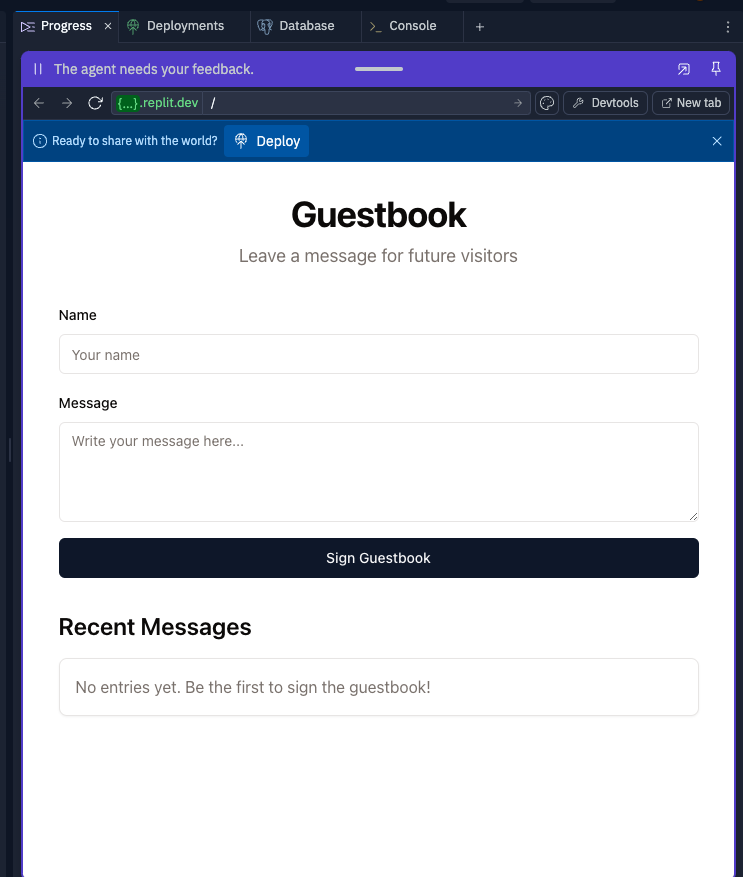 Progress
Deployments
Database
Console
The agent needs your feedback.
{...}.replit.dev /
Devtools
New tab
Ready to share with the world?
Deploy
Guestbook
Leave a message for future visitors
Name
Your name
Message
Write your message here...
Sign Guestbook
Recent Messages
No entries yet. Be the first to sign the guestbook!